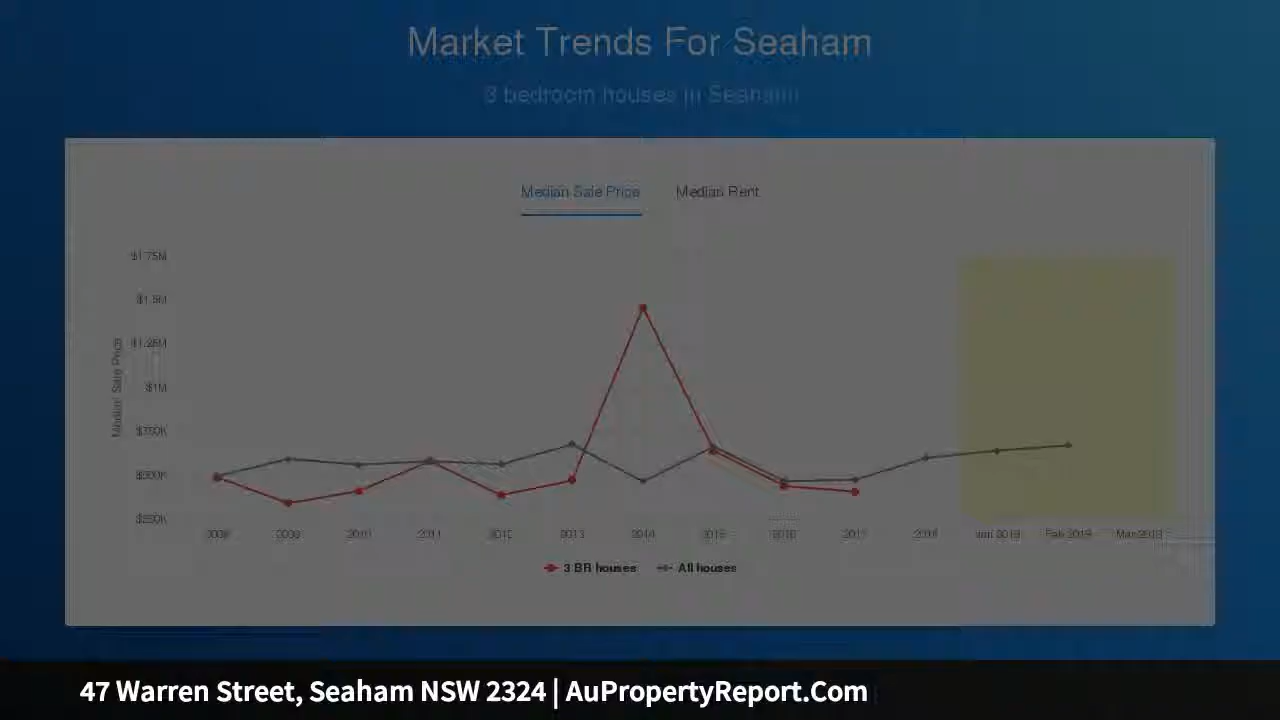 Market Trends For Seaham
3 bedroom houses in Seaham
Median Sale Price Median Rent
$1.75M
$1.5M
$1.25M
$1M
$750K
$500K
$250K
Median Sale Price
2008 2009 2010 2011 2012 2013 2014 2015 2016 2017 2018 Jan 2019 Feb 2019 Mar 2019
3 BR houses All houses
47 Warren Street, Seaham NSW 2324 | AuPropertyReport.Com